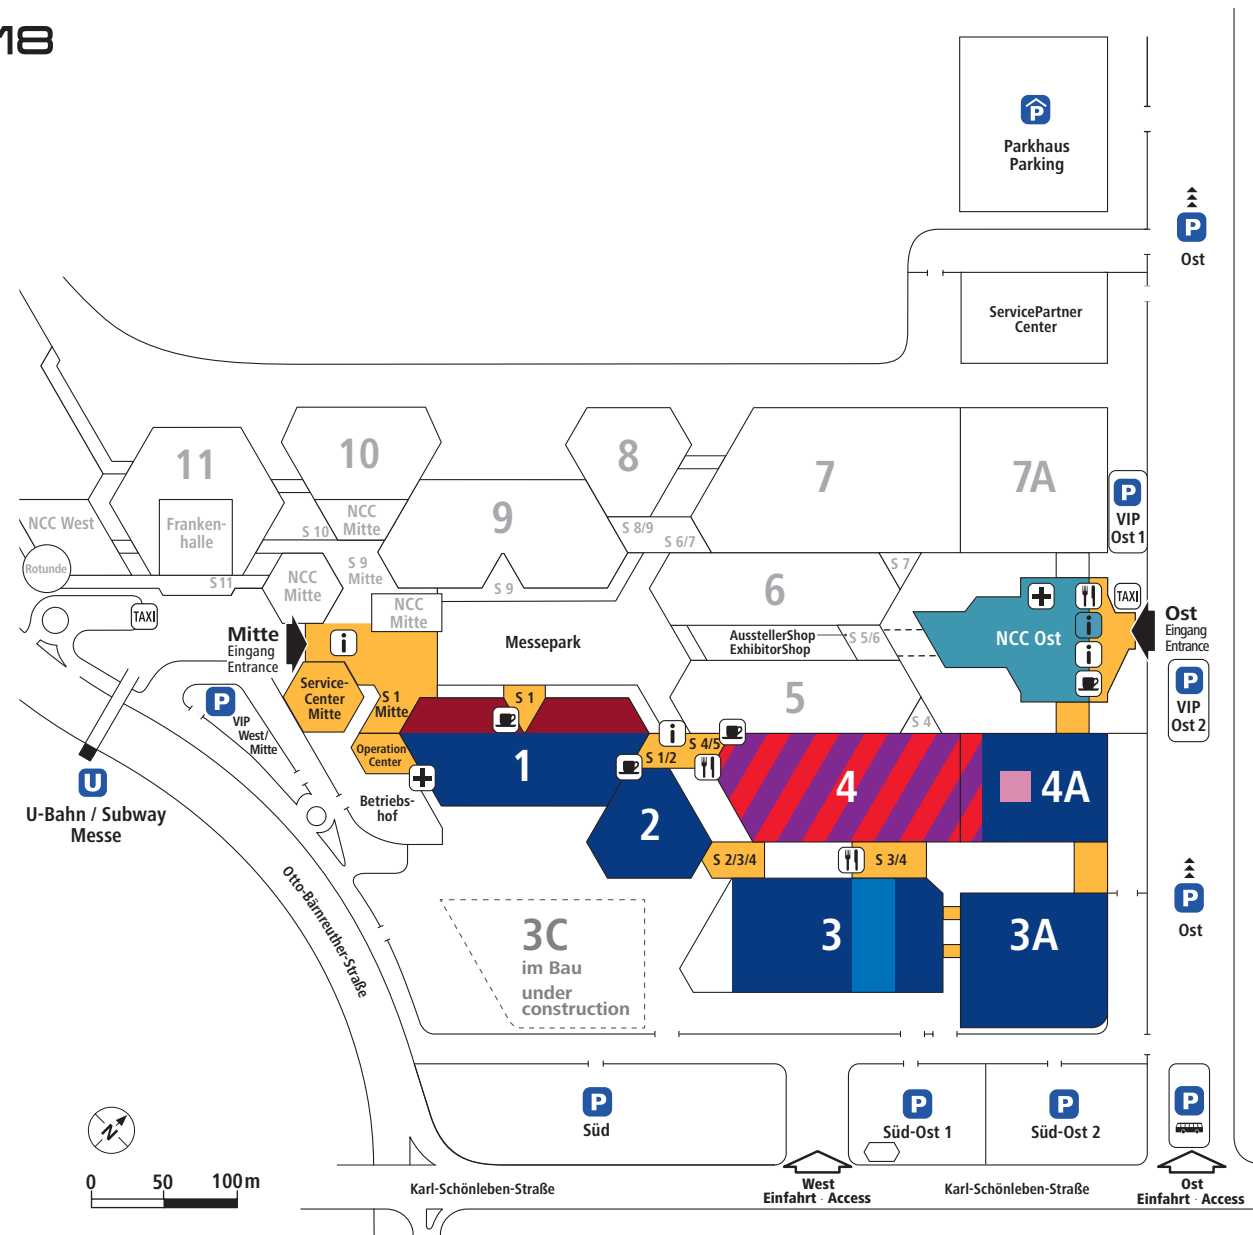 18
P
Parkhaus
Parking
P
Ost
ServicePartner
Center
11
10
8
7
7A
NCC West
Franken-
halle
S 10
NCC
Mitte
9
S 8/9
S 6/7
P
VIP
Ost 1
Rotunde
S 11
NCC
Mitte
S 9
Mitte
S 9
NCC
Mitte
6
S 7
TAXI
TAXI
Mitte
Eingang
Entrance
i
Messepark
AusstellerShop
ExhibitorShop
S 5/6
NCC Ost
i
i
Ost
Eingang
Entrance
Service-
Center
Mitte
S 1
Mitte
S 1
5
S 4
P
VIP
Ost 2
P
VIP
West/
Mitte
Operation
Center
1
i
S 4/5
S 1/2
4
4A
U
U-Bahn / Subway
Messe
Betriebs-
hof
2
S 2/3/4
S 3/4
Otto-Bärnreuther-Straße
3C
im Bau
under
construction
3
3A
P
Ost
P
Süd
P
Süd-Ost 1
P
Süd-Ost 2
P
N
0 50 100 m
Karl-Schönleben-Straße
West
Einfahrt · Access
Karl-Schönleben-Straße
Ost
Einfahrt · Access